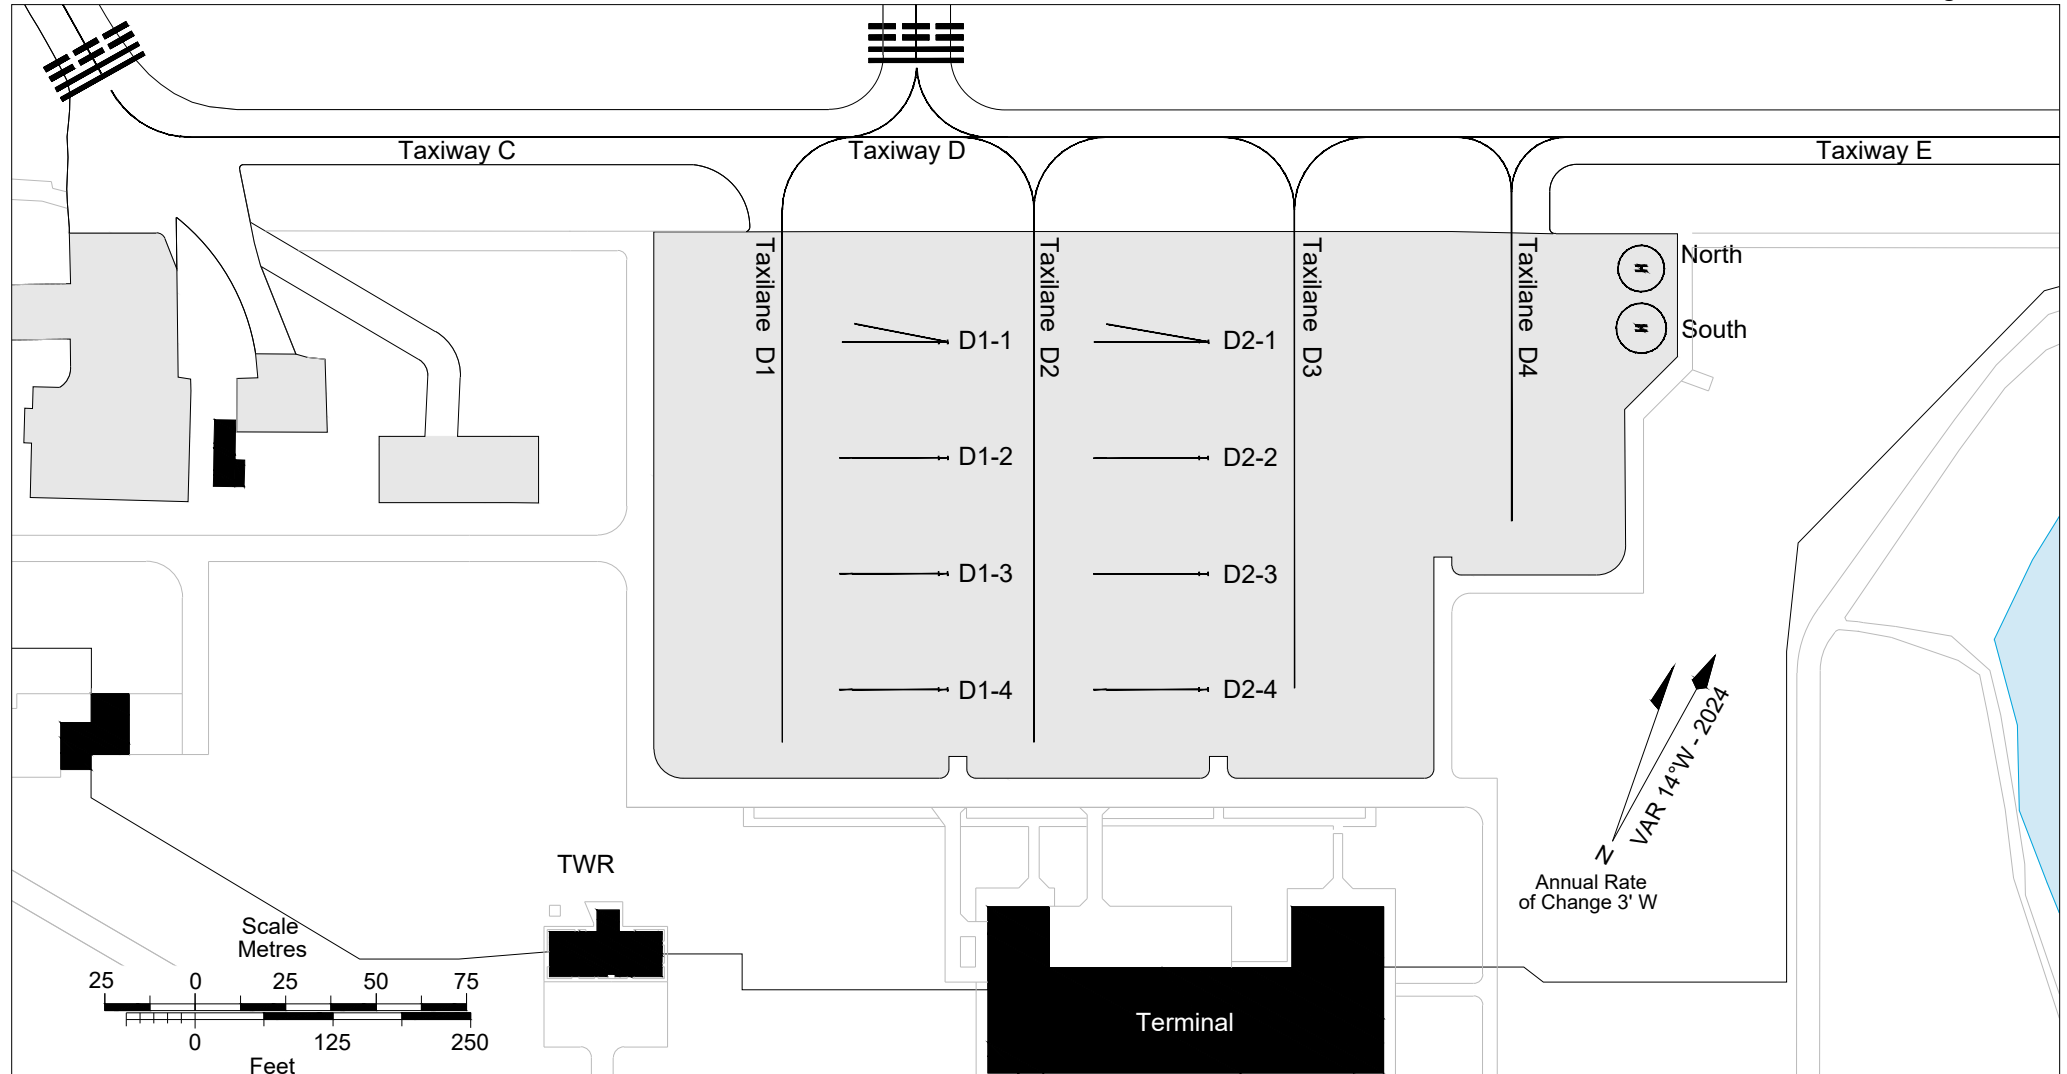 Taxiway C
Taxiway D
Taxiway E
Taxilane D1
Taxilane D2
Taxilane D3
Taxilane D4
H
North
H
South
D1-1
D2-1
D1-2
D2-2
D1-3
D2-3
D1-4
D2-4
VAR 14°W - 2024
N
Annual Rate
of Change 3' W
TWR
Scale
Metres
25 0 25 50 75
0 125 250
Feet
Terminal